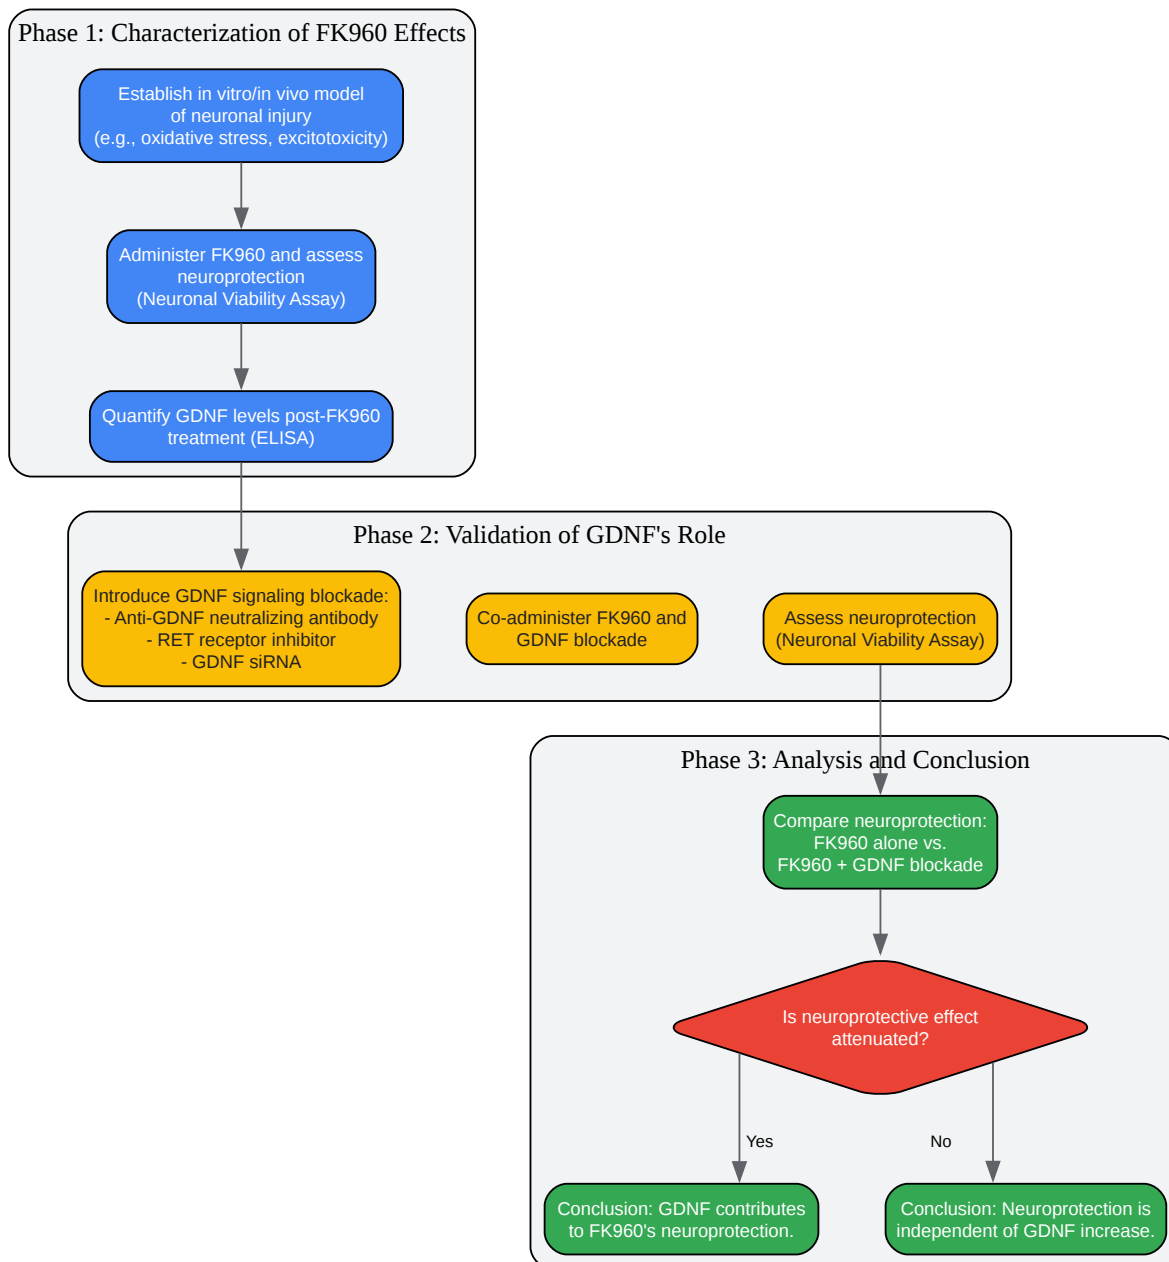 Phase 1: Characterization of FK960 Effects
Establish in vitro/in vivo model
of neuronal injury
(e.g., oxidative stress, excitotoxicity)
Administer FK960 and assess
neuroprotection
(Neuronal Viability Assay)
Quantify GDNF levels post-FK960
treatment (ELISA)
Phase 2: Validation of GDNF's Role
Introduce GDNF signaling blockade:
- Anti-GDNF neutralizing antibody
- RET receptor inhibitor
- GDNF siRNA
Co-administer FK960 and
GDNF blockade
Assess neuroprotection
(Neuronal Viability Assay)
Phase 3: Analysis and Conclusion
Compare neuroprotection:
FK960 alone vs.
FK960 + GDNF blockade
Is neuroprotective effect
attenuated?
Yes
No
Conclusion: GDNF contributes
to FK960's neuroprotection.
Conclusion: Neuroprotection is
independent of GDNF increase.